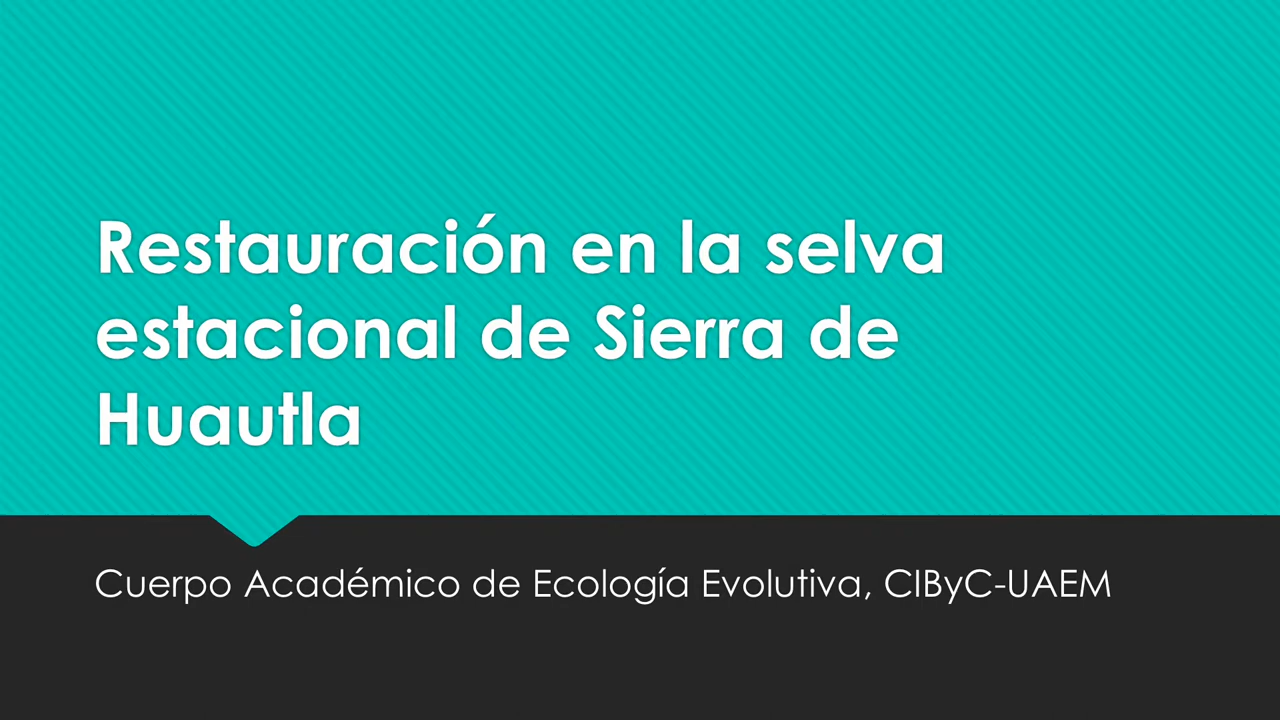 Restauración en la selva
estacional de Sierra de
Huautla
Cuerpo Académico de Ecología Evolutiva, CIByC-UAEM